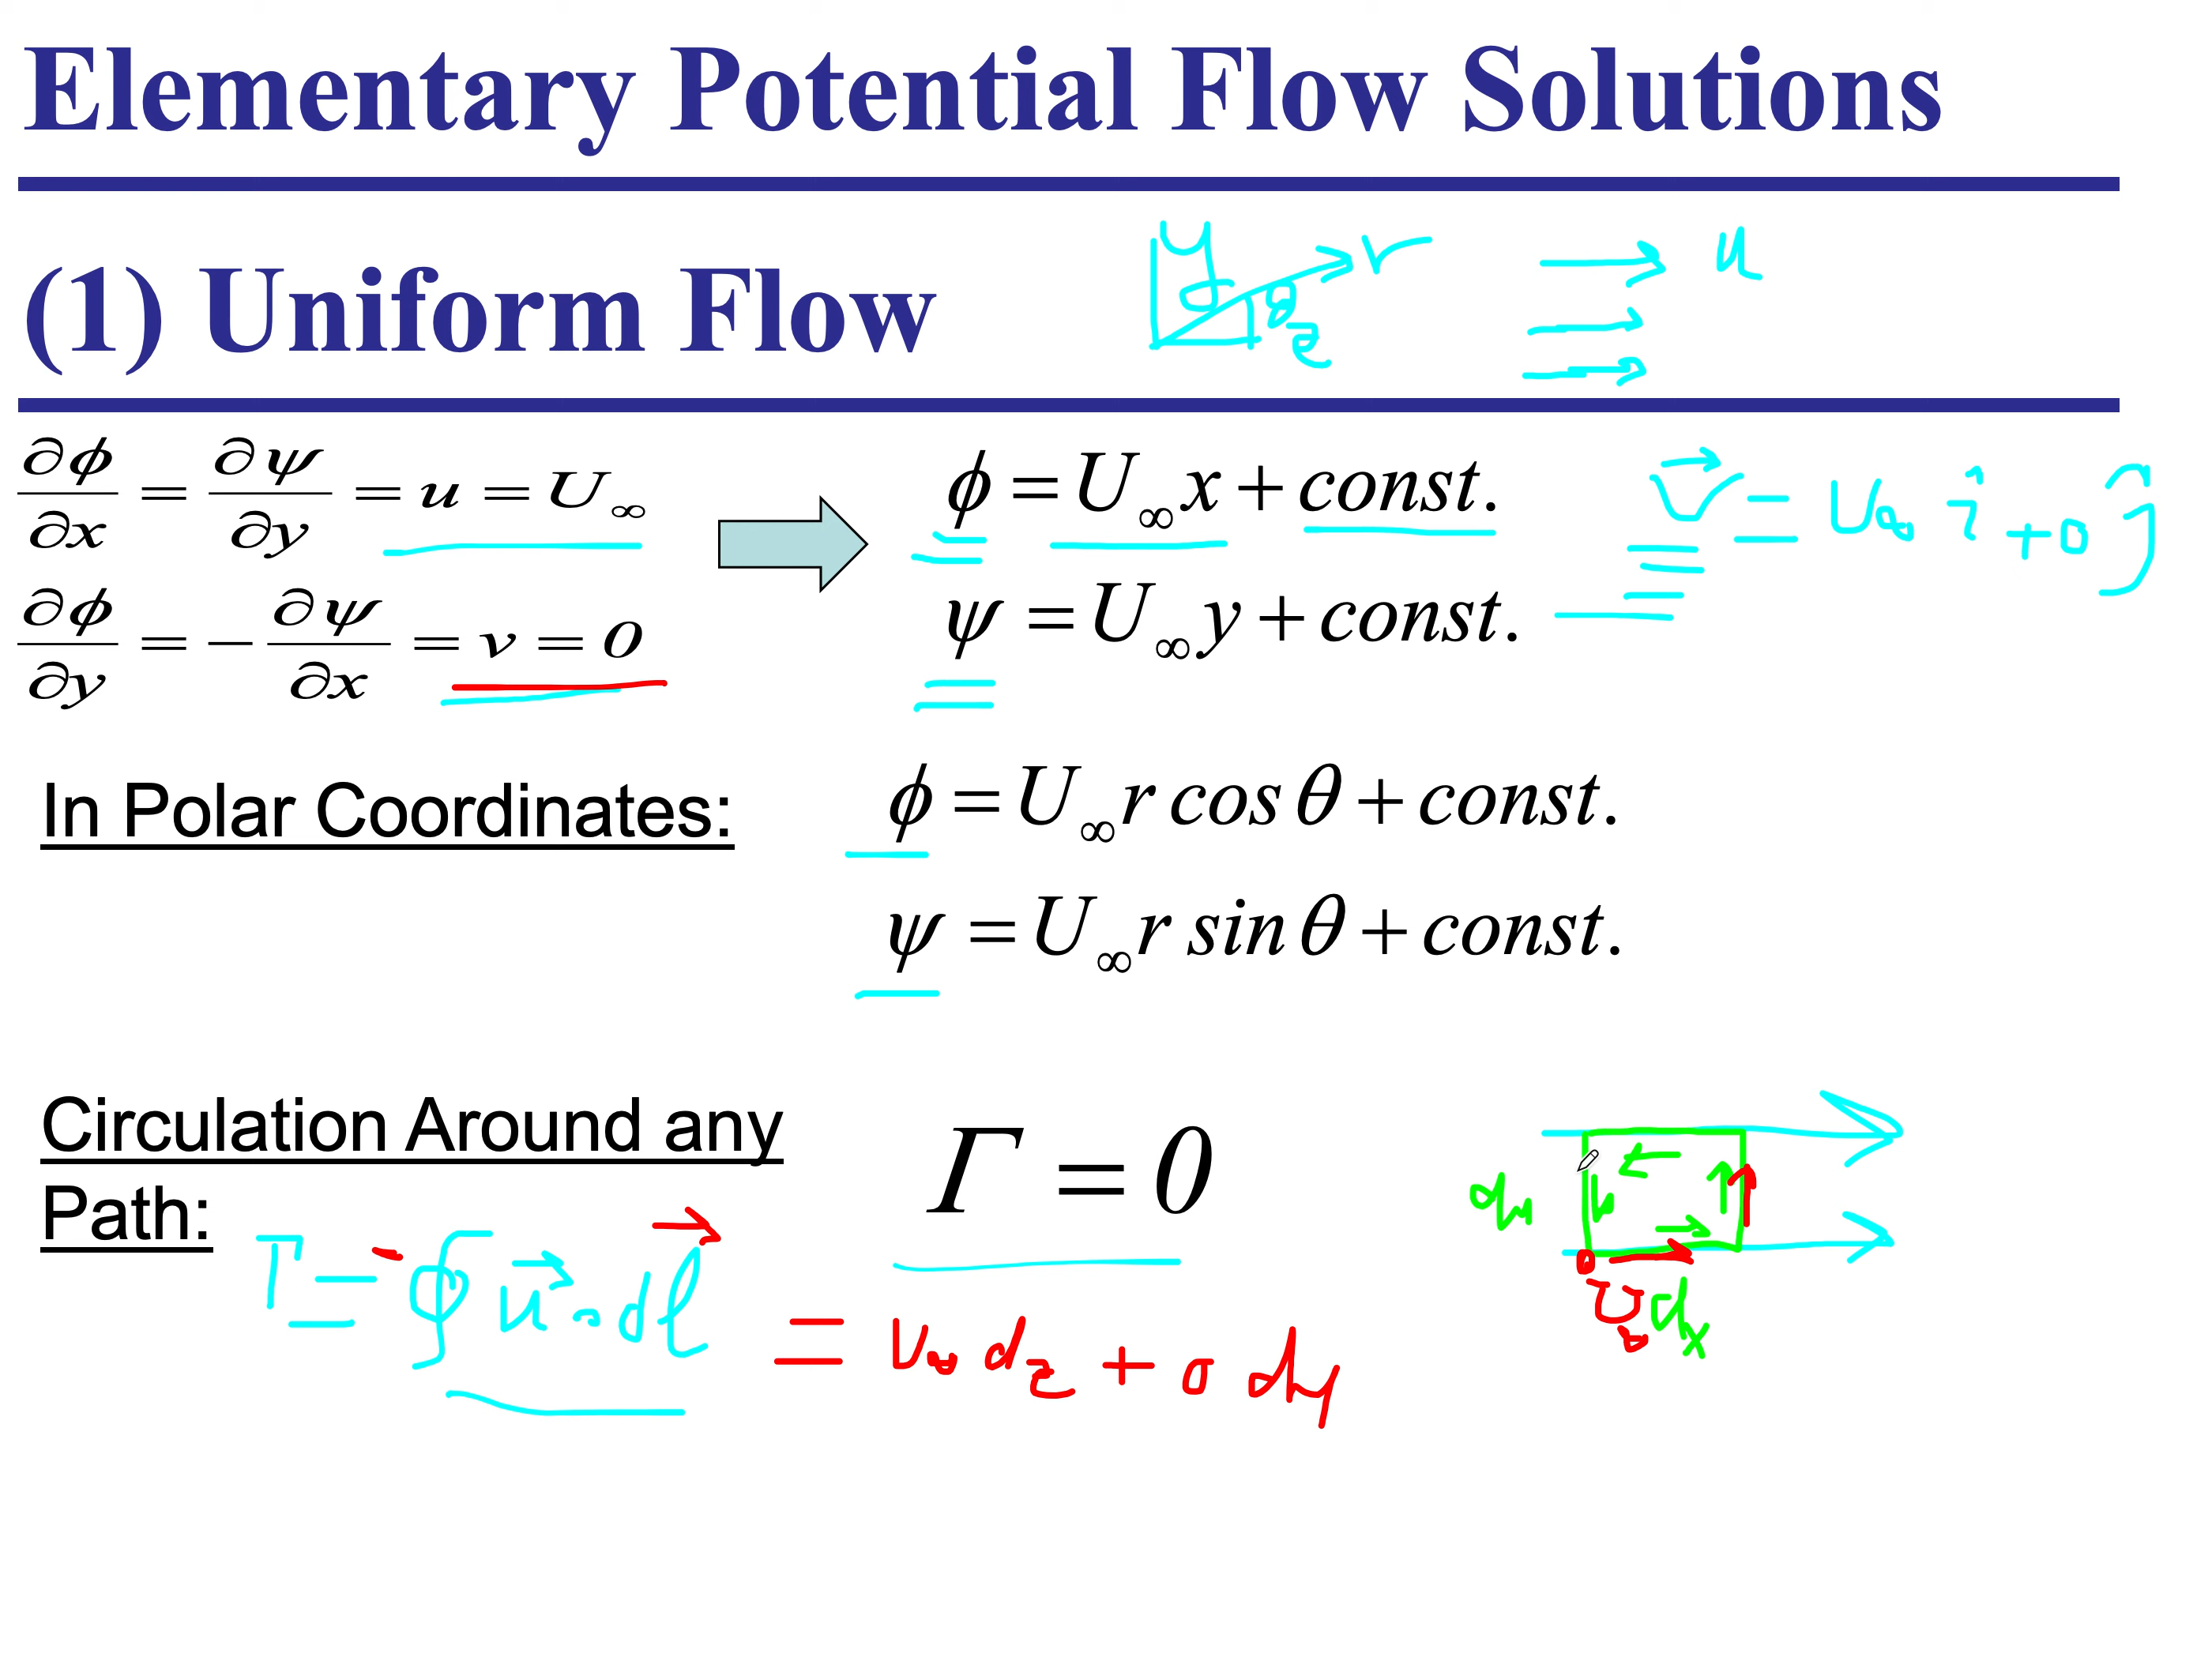 Elementary Potential Flow Solutions
(1) Uniform Flow
y r θ x u
∂ϕ/∂x = ∂ψ/∂y = u = U∞
ϕ = U∞x + const.
V⃗ = U∞ î + 0 ĵ
∂ϕ/∂y = −∂ψ/∂x = v = 0
ψ = U∞y + const.
In Polar Coordinates:
ϕ = U∞r cos θ + const.
ψ = U∞r sin θ + const.
Circulation Around any
Path:
Γ = 0
Γ = -∮ u⃗ · dl⃗ = U∞ dx + 0 dy
U∞ dx